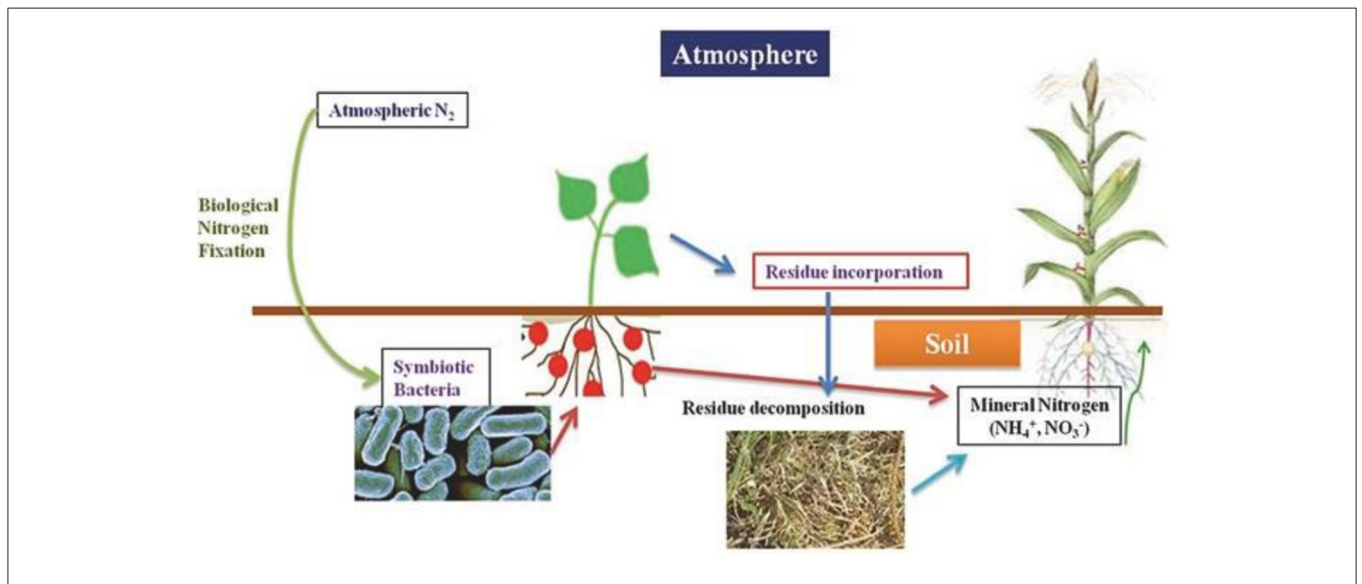 Atmosphere
Atmospheric N₂
Biological
Nitrogen
Fixation
Residue incorporation
Soil
Symbiotic
Bacteria
Residue decomposition
Mineral Nitrogen
(NH₄⁺, NO₃⁻)